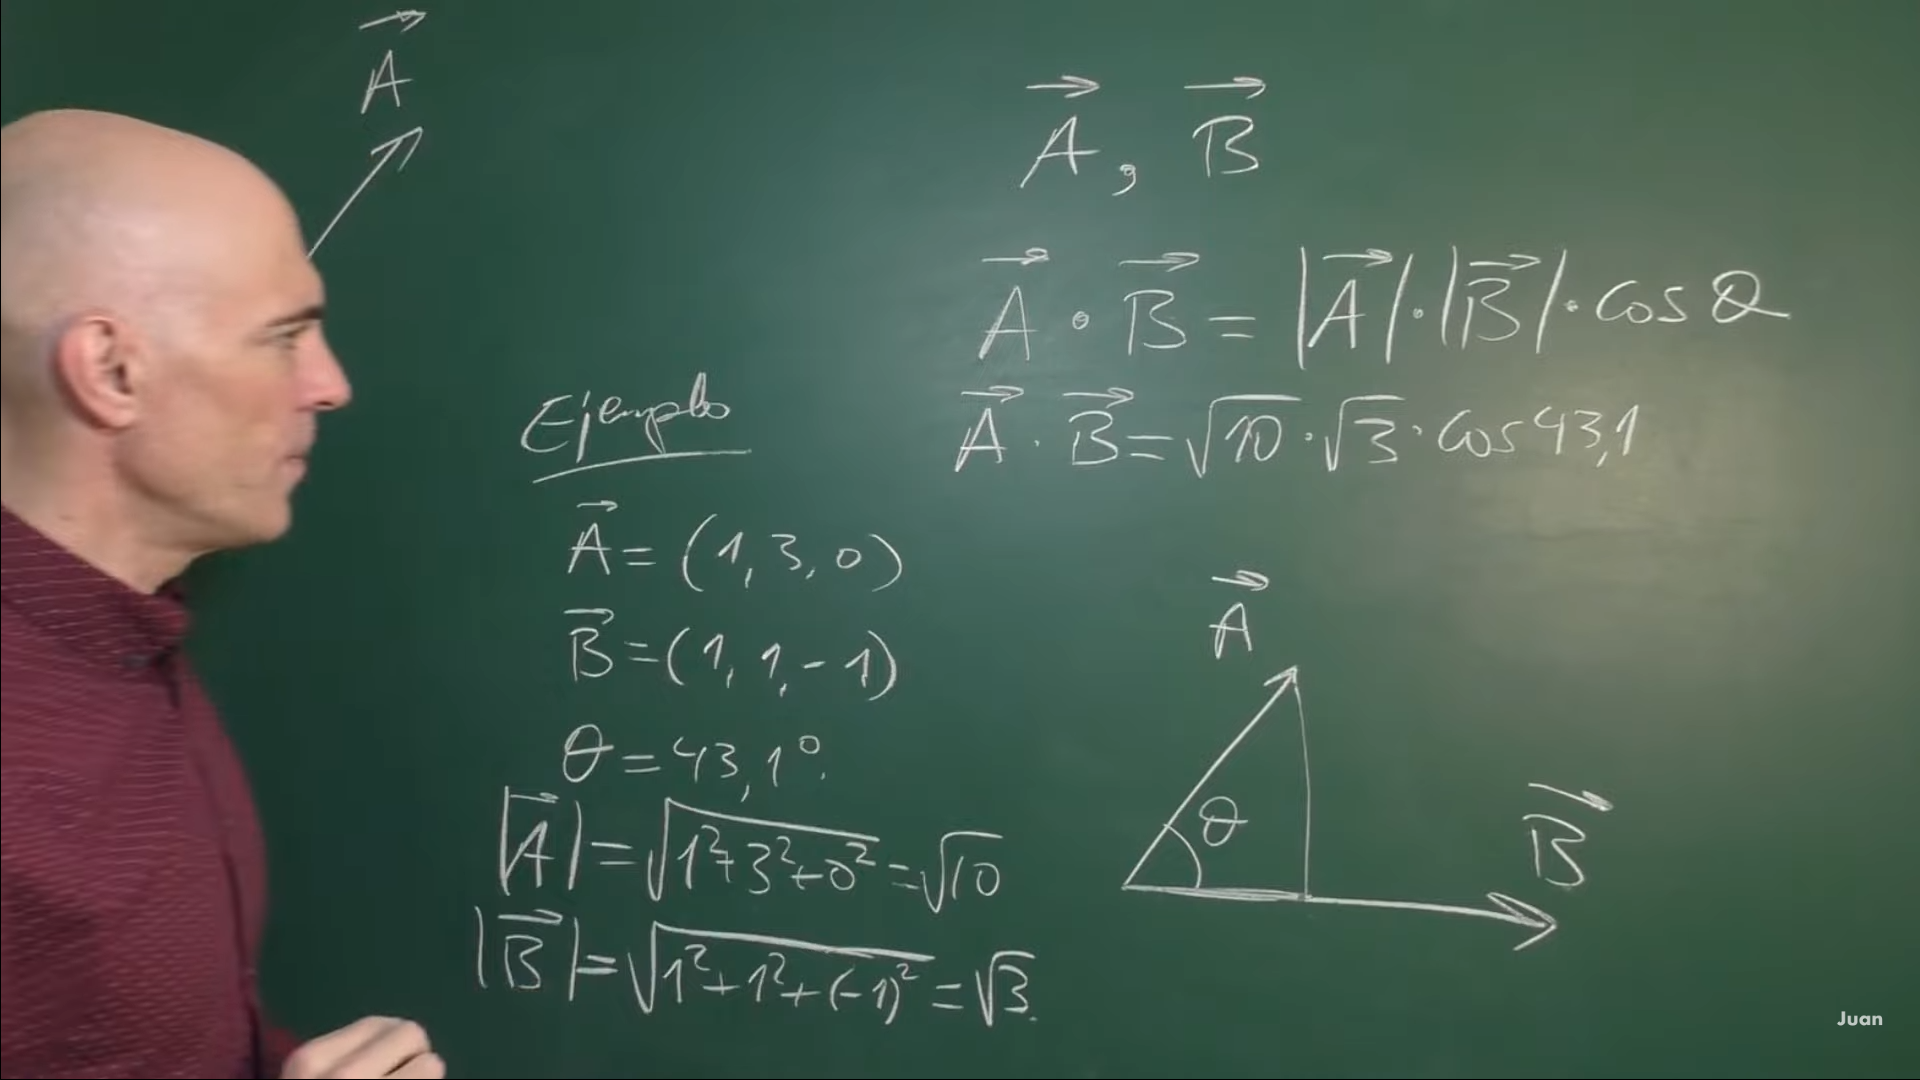 A⃗
A⃗, B⃗
A⃗ · B⃗ = |A⃗| · |B⃗| · cos θ
A⃗ · B⃗ = √10 · √3 · cos 43,1
Ejemplo
A⃗ = (1, 3, 0)
B⃗ = (1, 1, -1)
θ = 43,1º.
|A⃗| = √(1²+3²+0²) = √10
|B⃗| = √(1²+1²+(-1)²) = √3.
A⃗
θ
B⃗
Juan